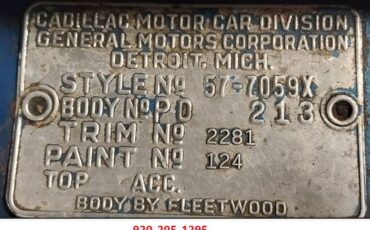 CADILLAC MOTOR CAR DIVISION
GENERAL MOTORS CORPORATION
DETROIT, MICH.
STYLE Nº 57-7059X
BODY Nº PD 213
TRIM Nº 2281
PAINT Nº 124
TOP ACC.
BODY BY FLEETWOOD
920-205-1295